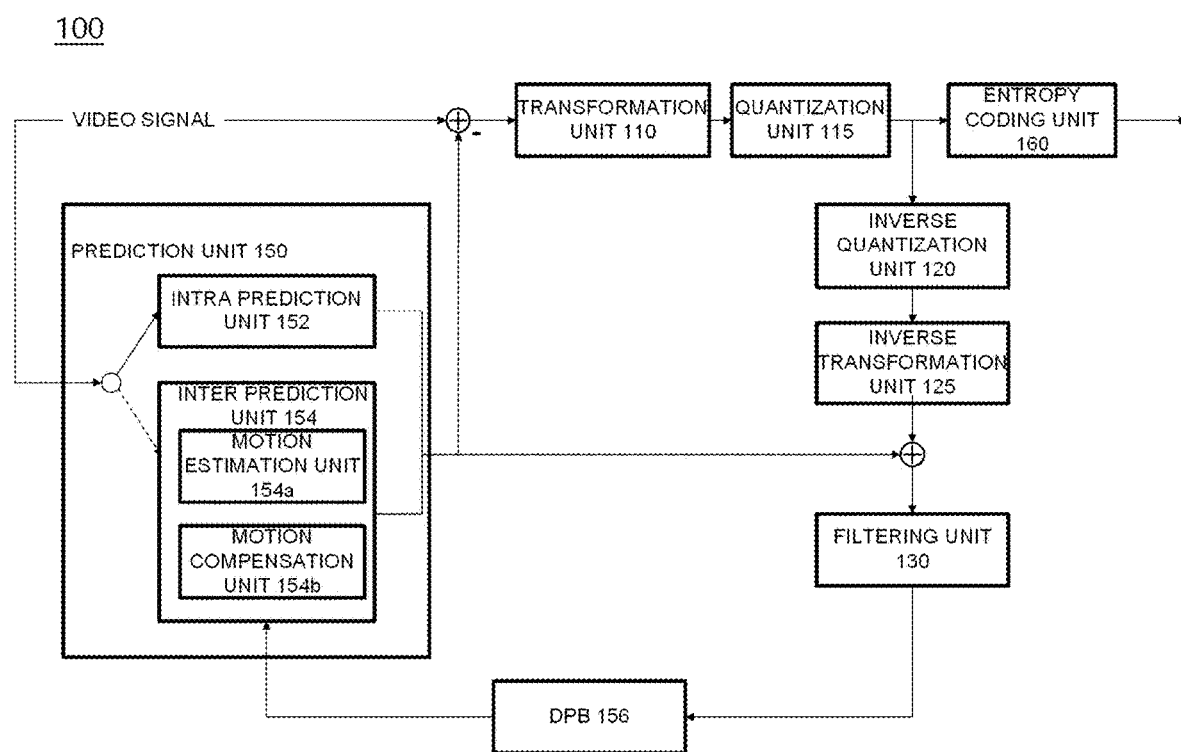 100
VIDEO SIGNAL
-
TRANSFORMATION
UNIT 110
QUANTIZATION
UNIT 115
ENTROPY
CODING UNIT
160
PREDICTION UNIT 150
INTRA PREDICTION
UNIT 152
INTER PREDICTION
UNIT 154
MOTION
ESTIMATION UNIT
154a
MOTION
COMPENSATION
UNIT 154b
INVERSE
QUANTIZATION
UNIT 120
INVERSE
TRANSFORMATION
UNIT 125
FILTERING UNIT
130
DPB 156